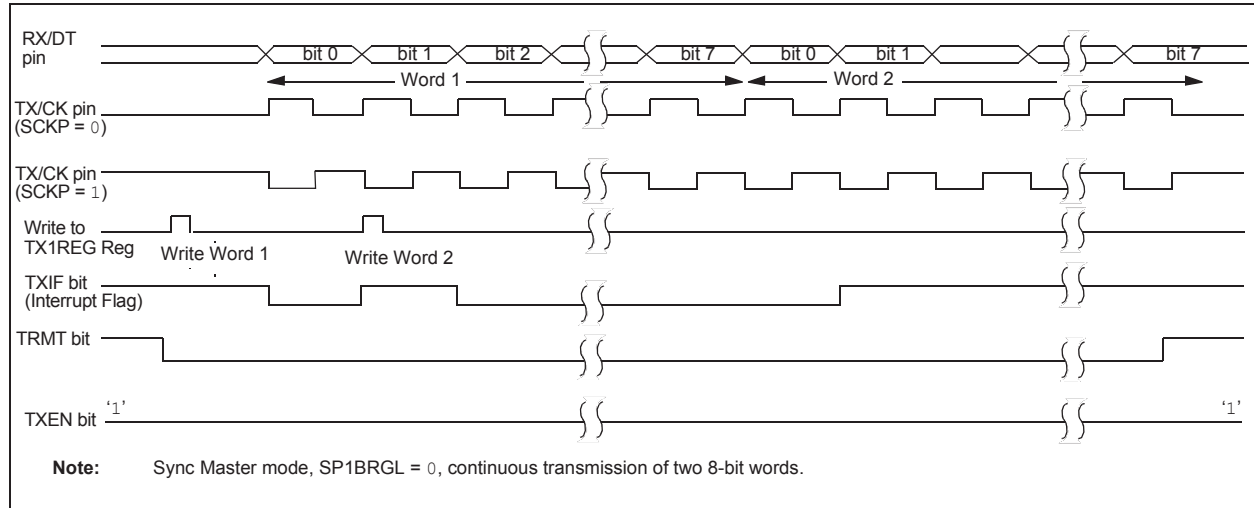 RX/DT
pin
bit 0 bit 1 bit 2 bit 7 bit 0 bit 1 bit 7
Word 1 Word 2
TX/CK pin
(SCKP = 0)
TX/CK pin
(SCKP = 1)
Write to
TX1REG Reg
Write Word 1 Write Word 2
TXIF bit
(Interrupt Flag)
TRMT bit
TXEN bit '1' '1'
Note: Sync Master mode, SP1BRGL = 0, continuous transmission of two 8-bit words.